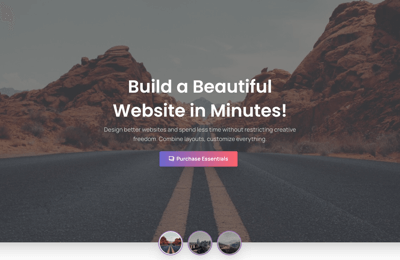 Build a Beautiful
Website in Minutes!
Design better websites and spend less time without restricting creative
freedom. Combine layouts, customize everything.
Purchase Essentials